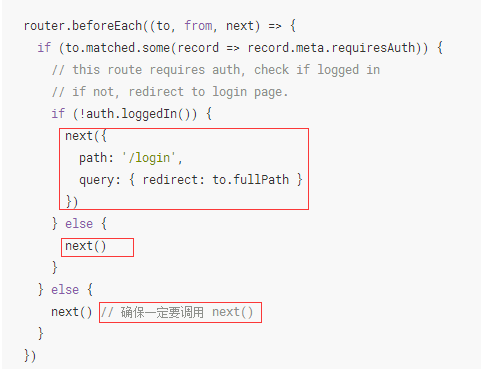 router.beforeEach((to, from, next) => {
if (to.matched.some(record => record.meta.requiresAuth)) {
// this route requires auth, check if logged in
// if not, redirect to login page.
if (!auth.loggedIn()) {
next({
path: '/login',
query: { redirect: to.fullPath }
})
} else {
next()
}
} else {
next() // 确保一定要调用 next()
}
})